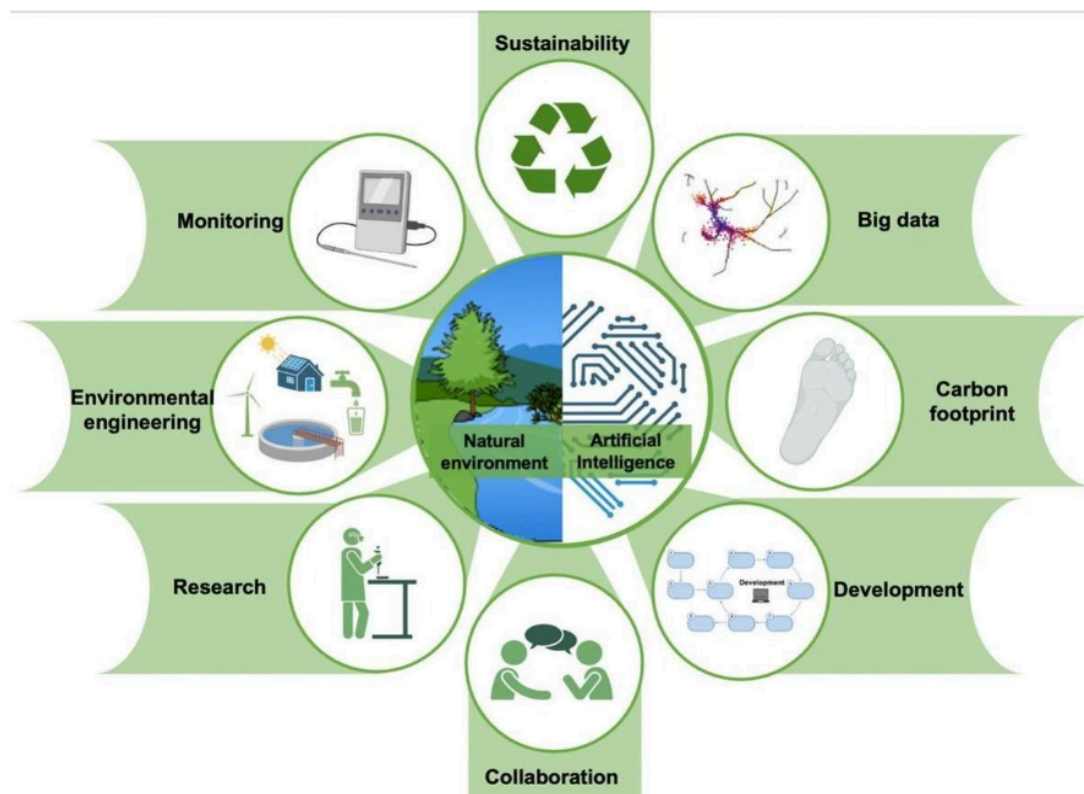 Sustainability
Monitoring
Big data
Environmental
engineering
Natural
environment
Artificial
Intelligence
Carbon
footprint
Research
Development
Development
Collaboration